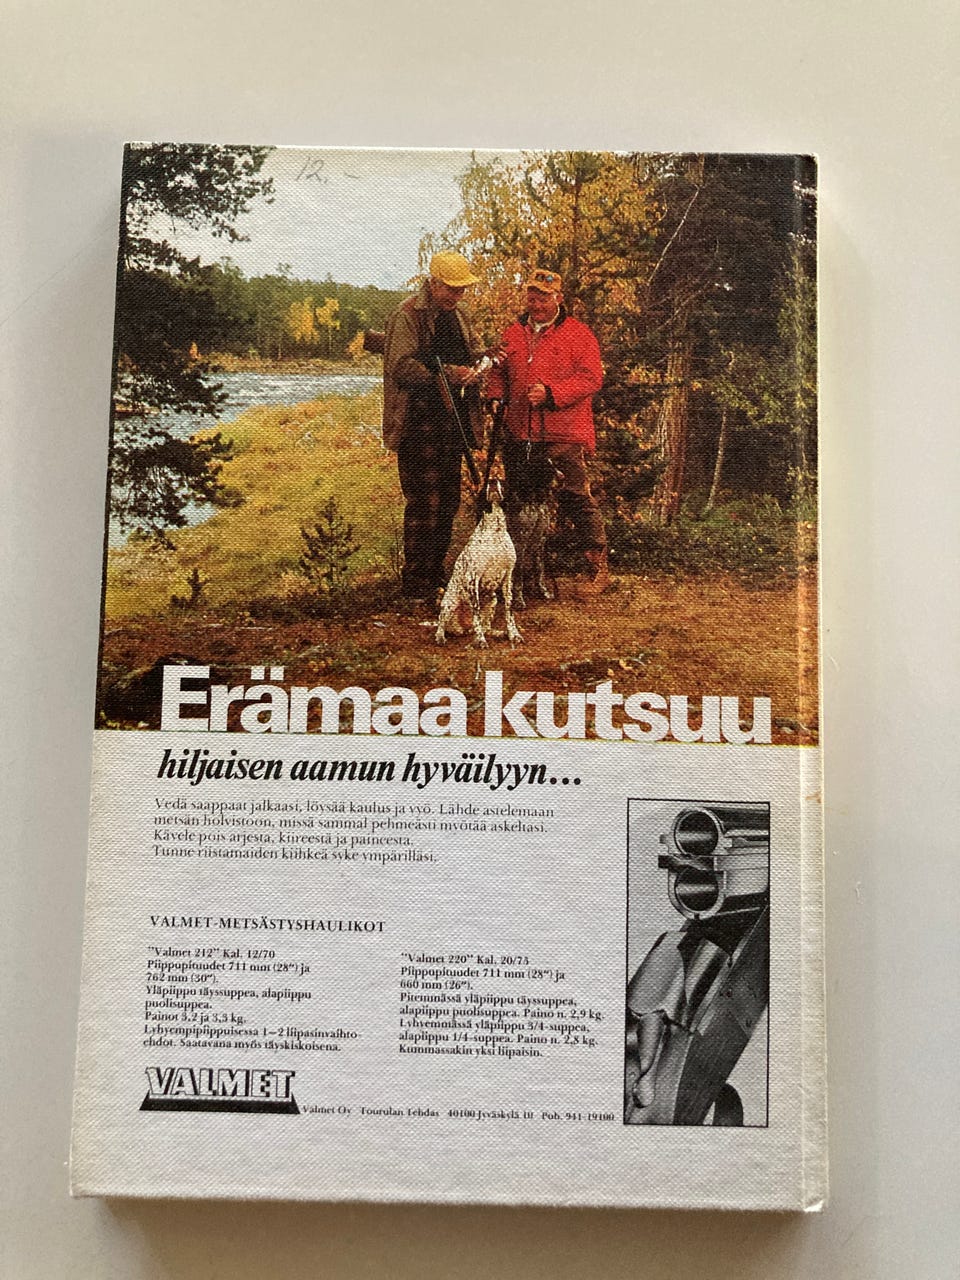 12,-
Erämaa kutsuu
hiljaisen aamun hyväilyyn...
Vedä saappaat jalkaasi, löysää kaulus ja vyö. Lähde astelemaan
metsän holvistoon, missä sammal pehmeästi myötää askeltasi.
Kävele pois arjesta, kiireestä ja paineesta.
Tunne riistamaiden kiihkeä syke ympärilläsi.
VALMET-METSÄSTYSHAULIKOT
"Valmet 212" Kal. 12/70
Piippupituudet 711 mm (28") ja
762 mm (30").
Yläpiippu täyssuppea, alapiippu
puolisuppea.
Painot 3,2 ja 3,3 kg.
Lyhyempipiippuisessa 1–2 liipasinvaihto-
ehdot. Saatavana myös täyskiskoisena.
"Valmet 220" Kal. 20/75
Piippupituudet 711 mm (28") ja
660 mm (26").
Pitemmässä yläpiippu täyssuppea,
alapiippu puolisuppea. Paino n. 2,9 kg.
Lyhyemmässä yläpiippu 3/4-suppea,
alapiippu 1/4-suppea. Paino n. 2,8 kg.
Kummassakin yksi liipaisin.
VALMET
Valmet Oy Tourulan Tehdas 40100 Jyväskylä 10 Puh. 941-19100